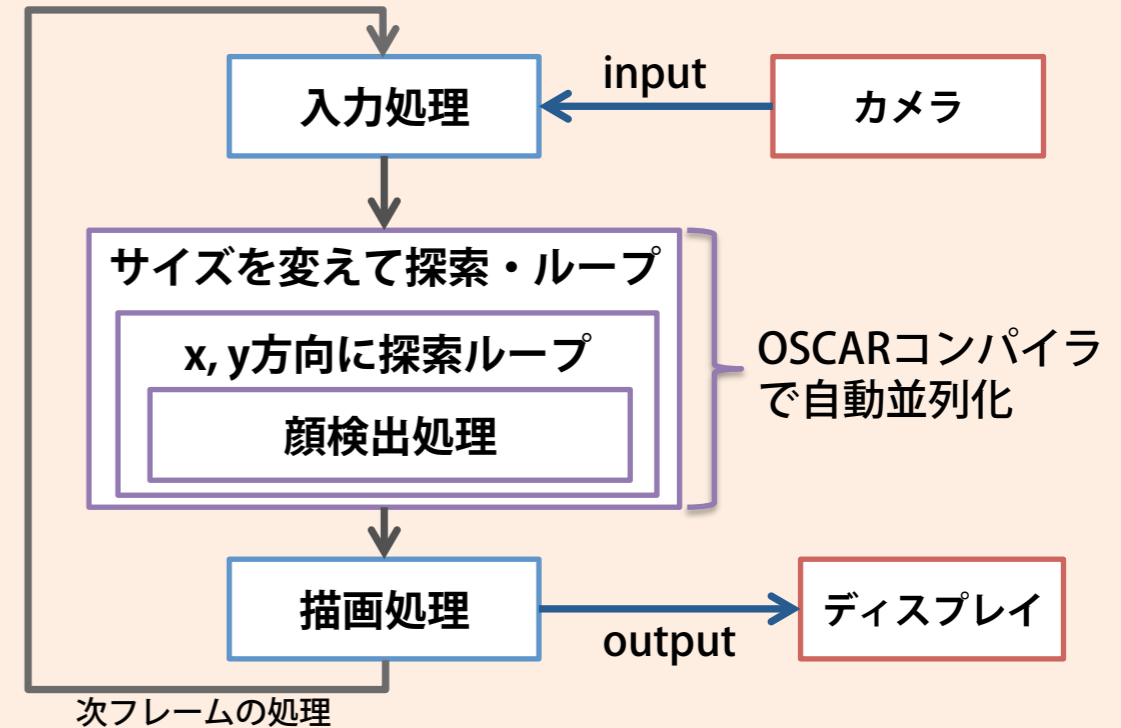 入力処理
input
カメラ
サイズを変えて探索・ループ
x, y方向に探索ループ
顔検出処理
OSCARコンパイラ
で自動並列化
描画処理
output
ディスプレイ
次フレームの処理